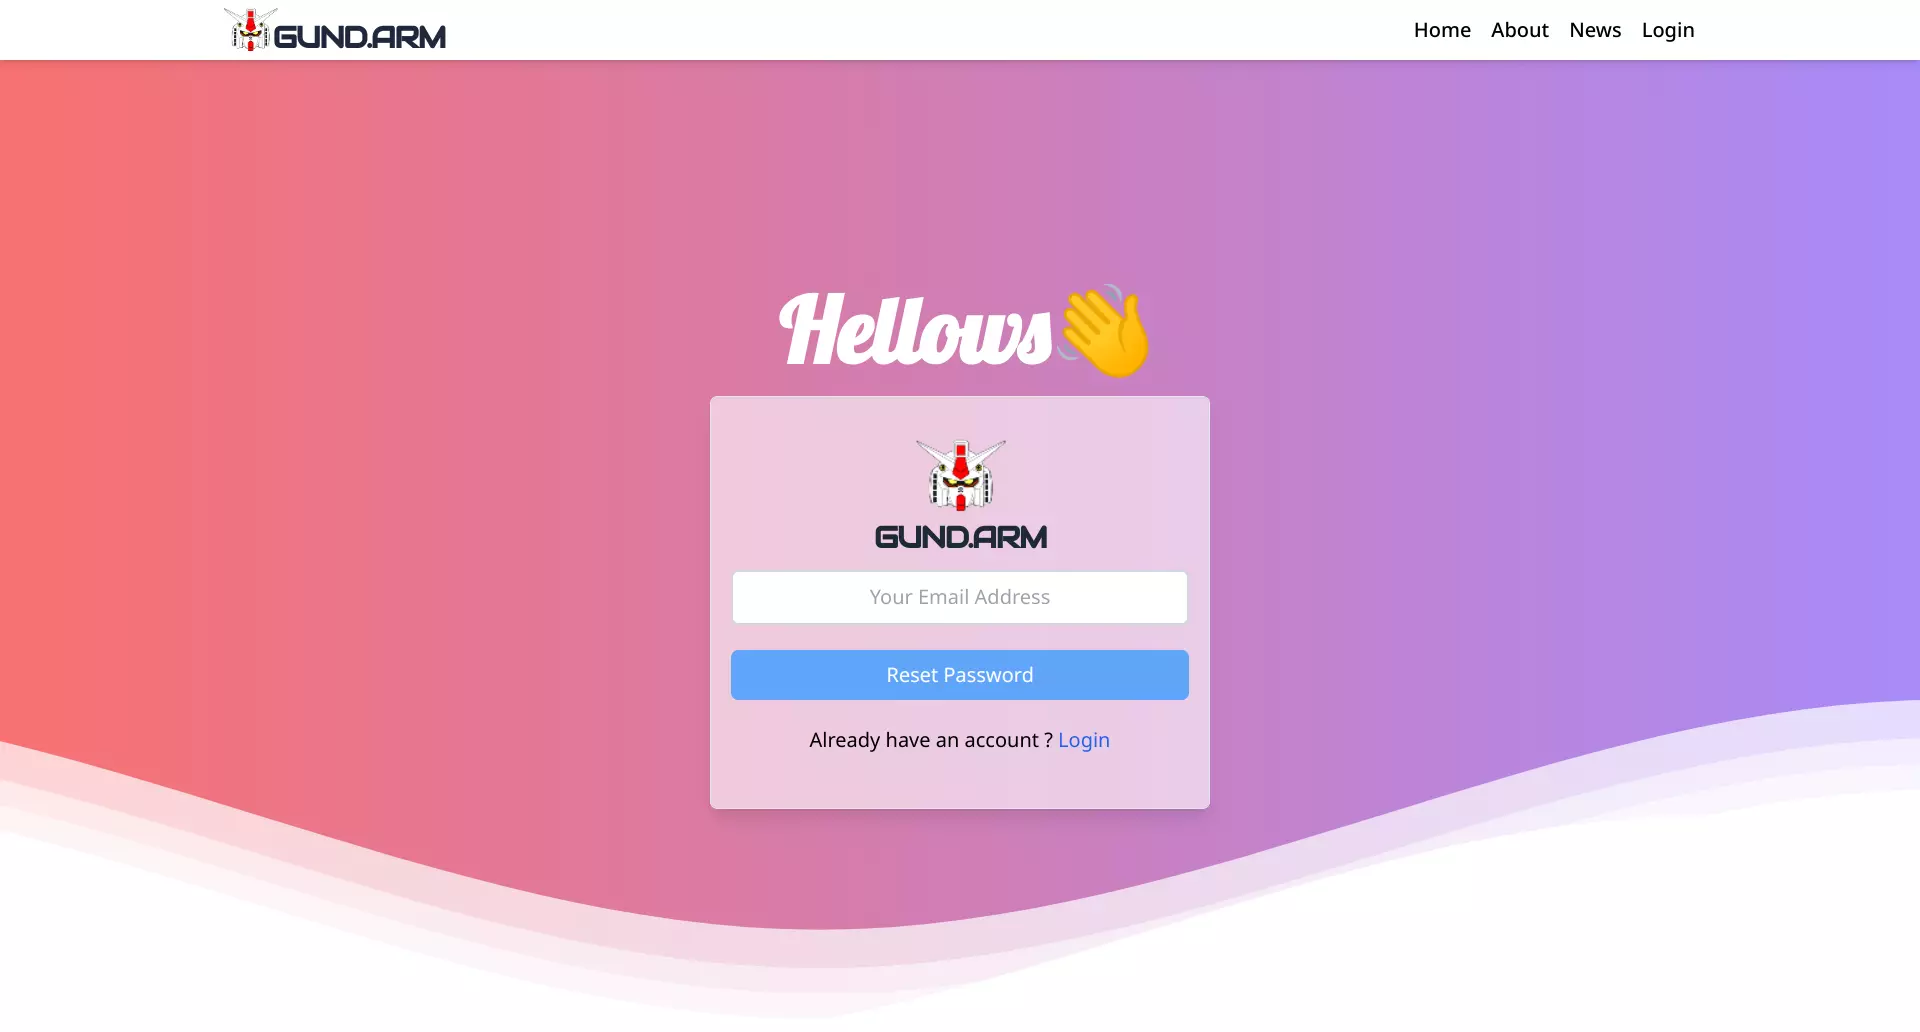 GUND.ARM
Home About News Login
Hellows👋
GUND.ARM
Your Email Address
Reset Password
Already have an account ? Login